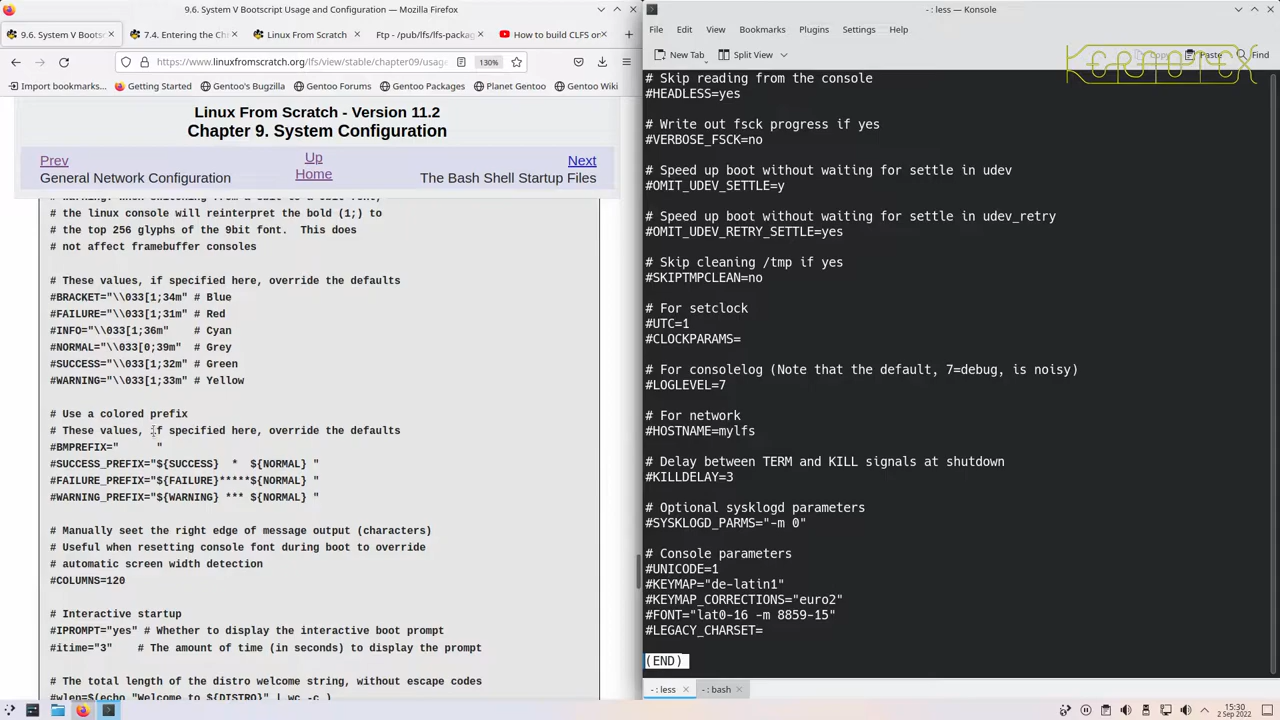 9.6. System V Bootscript Usage and Configuration — Mozilla Firefox
9.6. System V Boots
7.4. Entering the Ch
Linux From Scratch
Ftp - /pub/lfs/lfs-packag
How to build CLFS on
https://www.linuxfromscratch.org/lfs/view/stable/chapter09/usage
130%
Import bookmarks...
Getting Started
Gentoo's Bugzilla
Gentoo Forums
Gentoo Packages
Planet Gentoo
Gentoo Wiki
Linux From Scratch - Version 11.2
Chapter 9. System Configuration
Prev
Up
Next
General Network Configuration
Home
The Bash Shell Startup Files
# the linux console will reinterpret the bold (1;) to
# the top 256 glyphs of the 9bit font.  This does
# not affect framebuffer consoles
# These values, if specified here, override the defaults
#BRACKET="\\033[1;34m" # Blue
#FAILURE="\\033[1;31m" # Red
#INFO="\\033[1;36m"    # Cyan
#NORMAL="\\033[0;39m"  # Grey
#SUCCESS="\\033[1;32m" # Green
#WARNING="\\033[1;33m" # Yellow
# Use a colored prefix
# These values, if specified here, override the defaults
#BMPREFIX="      "
#SUCCESS_PREFIX="${SUCCESS}  *  ${NORMAL} "
#FAILURE_PREFIX="${FAILURE}*****${NORMAL} "
#WARNING_PREFIX="${WARNING} *** ${NORMAL} "
# Manually seet the right edge of message output (characters)
# Useful when resetting console font during boot to override
# automatic screen width detection
#COLUMNS=120
# Interactive startup
#IPROMPT="yes" # Whether to display the interactive boot prompt
#itime="3"    # The amount of time (in seconds) to display the prompt
# The total length of the distro welcome string, without escape codes
#wlen=$(echo "Welcome to ${DISTRO}" | wc -c )
- : less — Konsole
File Edit View Bookmarks Plugins Settings Help
New Tab
Split View
Paste
Find
KERNOTEX
# Skip reading from the console
#HEADLESS=yes
# Write out fsck progress if yes
#VERBOSE_FSCK=no
# Speed up boot without waiting for settle in udev
#OMIT_UDEV_SETTLE=y
# Speed up boot without waiting for settle in udev_retry
#OMIT_UDEV_RETRY_SETTLE=yes
# Skip cleaning /tmp if yes
#SKIPTMPCLEAN=no
# For setclock
#UTC=1
#CLOCKPARAMS=
# For consolelog (Note that the default, 7=debug, is noisy)
#LOGLEVEL=7
# For network
#HOSTNAME=mylfs
# Delay between TERM and KILL signals at shutdown
#KILLDELAY=3
# Optional sysklogd parameters
#SYSKLOGD_PARMS="-m 0"
# Console parameters
#UNICODE=1
#KEYMAP="de-latin1"
#KEYMAP_CORRECTIONS="euro2"
#FONT="lat0-16 -m 8859-15"
#LEGACY_CHARSET=
(END)
- : less
- : bash
15:30
2 Sep 2022